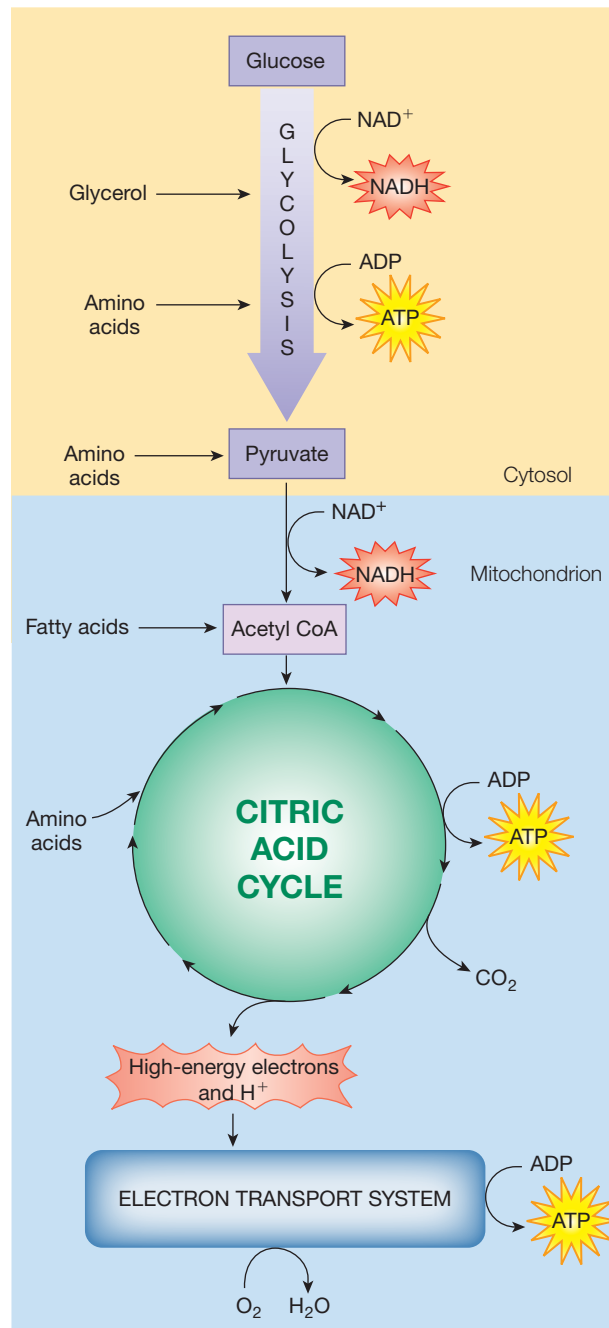 Glucose
GLYCOLYSIS
NAD⁺
NADH
Glycerol
ADP
Amino
acids
ATP
Amino
acids
Pyruvate
Cytosol
NAD⁺
NADH
Mitochondrion
Fatty acids
Acetyl CoA
ADP
Amino
acids
CITRIC
ACID
CYCLE
ATP
CO₂
High-energy electrons
and H⁺
ADP
ELECTRON TRANSPORT SYSTEM
ATP
O₂ H₂O